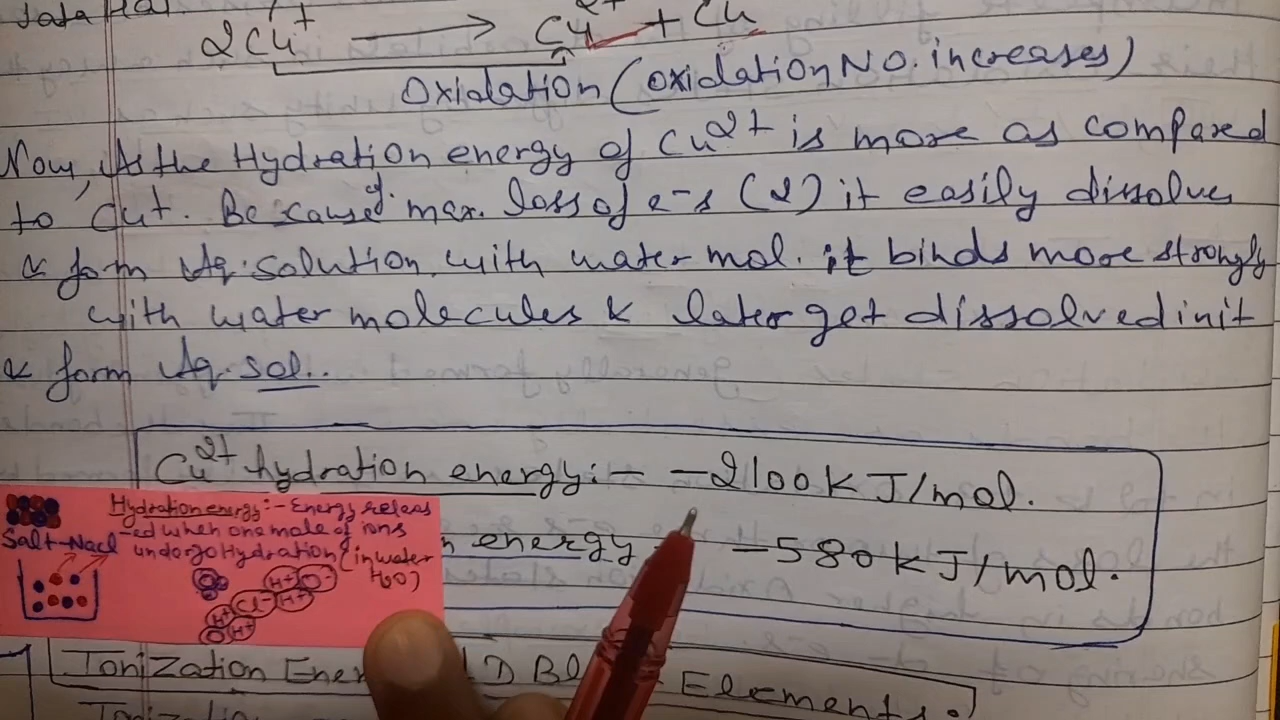 2Cu+ → Cu2+ + Cu
Oxidation (oxidation No. increases)
Now, As the Hydration energy of Cu2+ is more as compared
to Cu+. Because of max. loss of e-s (2) it easily dissolves
& form Aq. solution with water mol. it binds more strongly
with water molecules & later get dissolved in it
& form Aq. sol..
Cu2+ hydration energy:- -2100 kJ/mol.
n energy - -580 kJ/mol.
Hydration energy:- Energy releas
-ed when one mole of ions
undergo Hydration (in water
H2O)
Salt-Nacl
H+ O-
Cl- H+
H+
O H+
Ionization Ener D Bl Elements.
Ionization